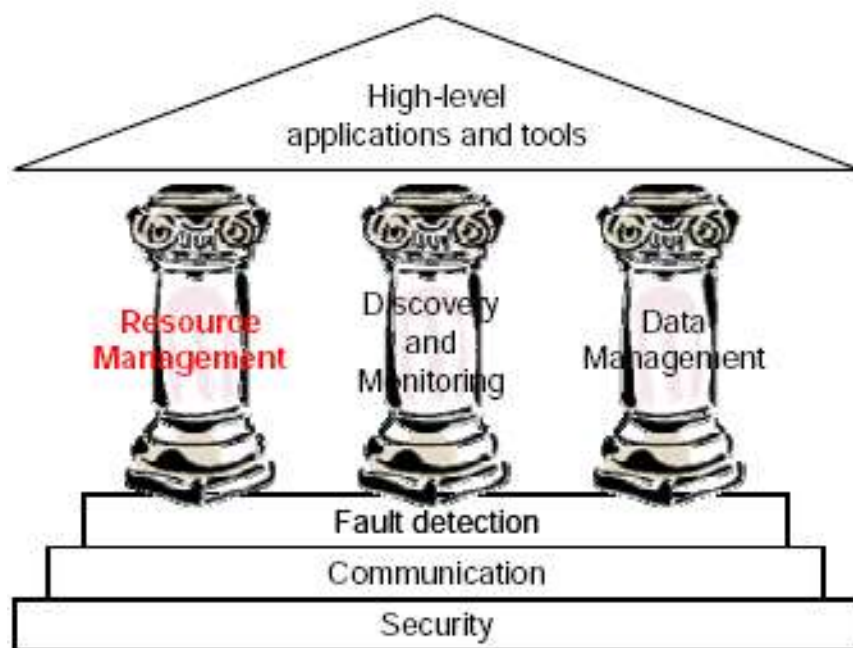 High-level
applications and tools
Resource
Management
Discovery
and
Monitoring
Data
Management
Fault detection
Communication
Security